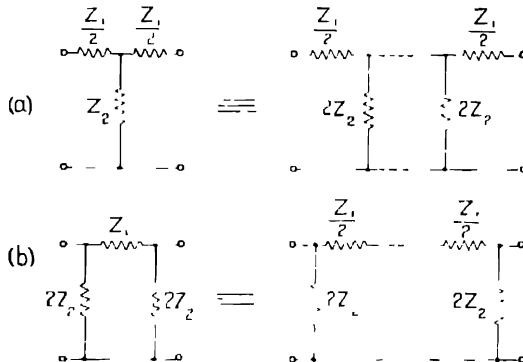 Z₁/2 Z₁/2 Z₁/2 Z₁/2
(a) Z₂ 2Z₂ 2Z₂
Z₁ Z₁/2 Z₁/2
(b) 2Z₂ 2Z₂ 2Z₂ 2Z₂